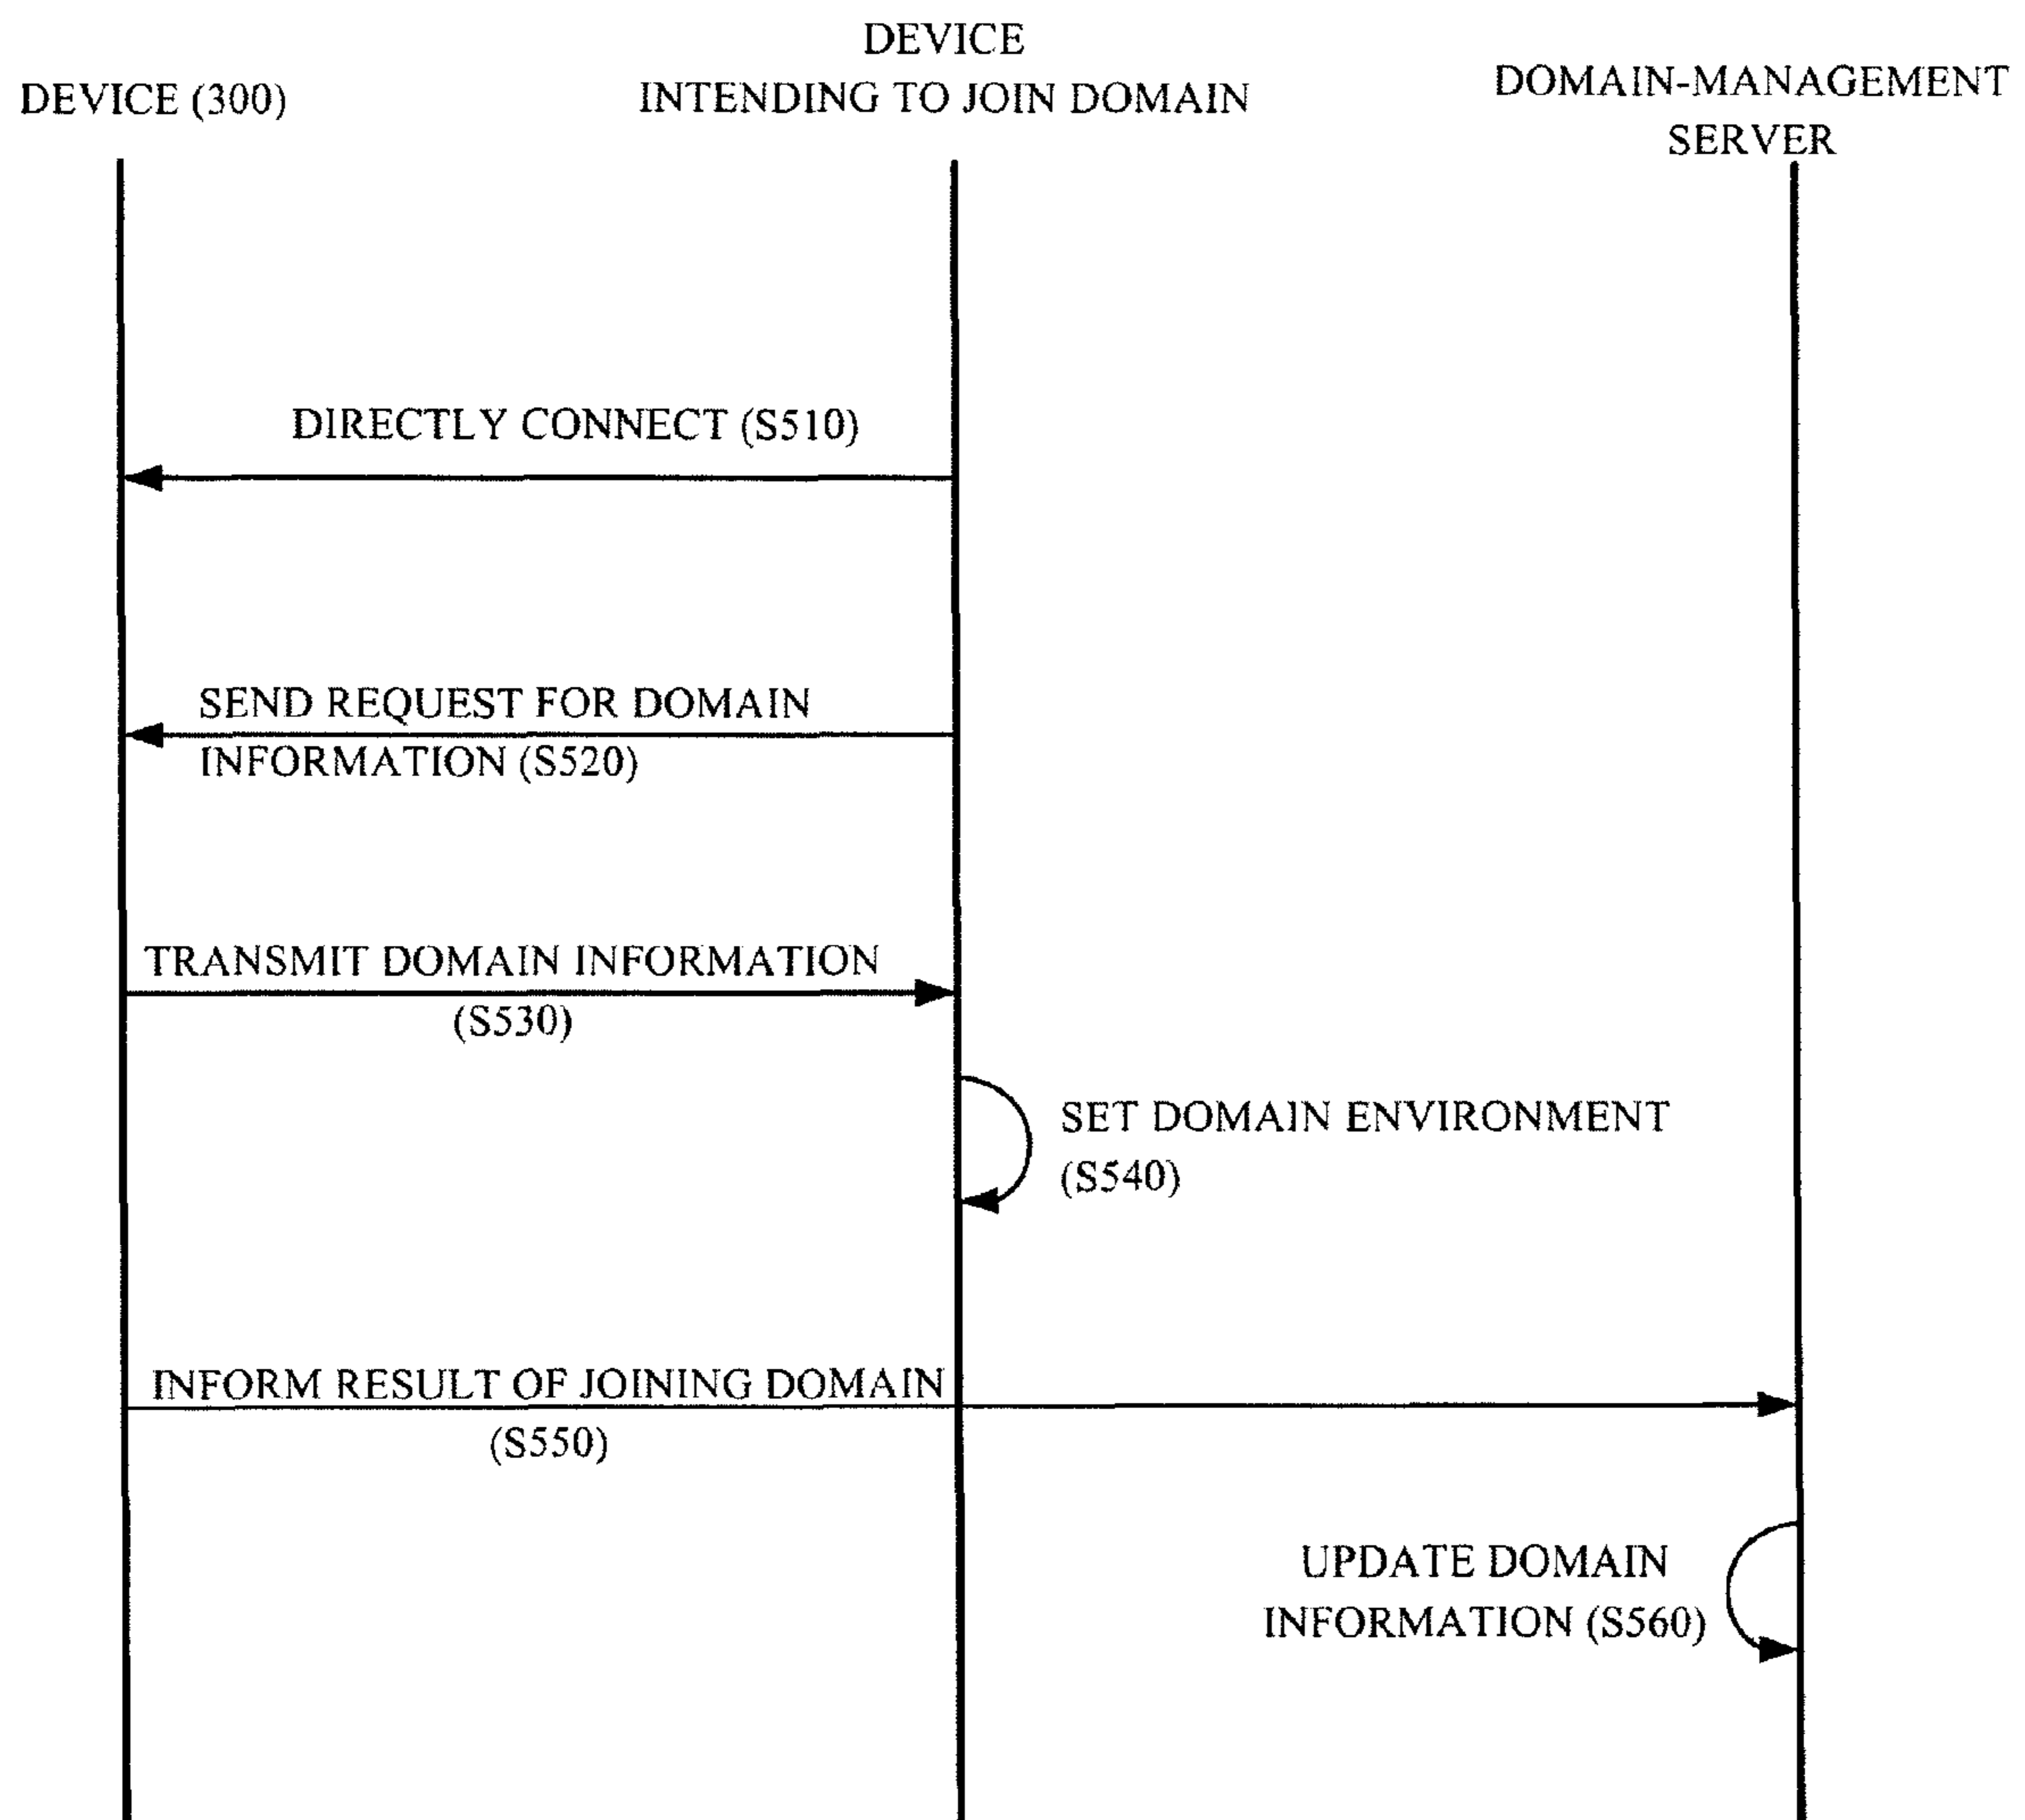 DEVICE (300)
DEVICE
INTENDING TO JOIN DOMAIN
DOMAIN-MANAGEMENT
SERVER
DIRECTLY CONNECT (S510)
SEND REQUEST FOR DOMAIN
INFORMATION (S520)
TRANSMIT DOMAIN INFORMATION
(S530)
SET DOMAIN ENVIRONMENT
(S540)
INFORM RESULT OF JOINING DOMAIN
(S550)
UPDATE DOMAIN
INFORMATION (S560)